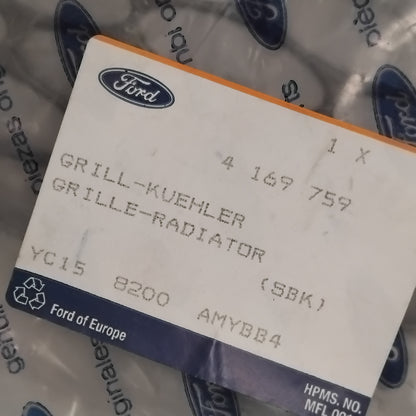 Ford
1 X
4 169 759
GRILL-KUEHLER
GRILLE-RADIATOR
(SBK)
YC15 8200 AMYBB4
Ford of Europe
HPMS. NO.